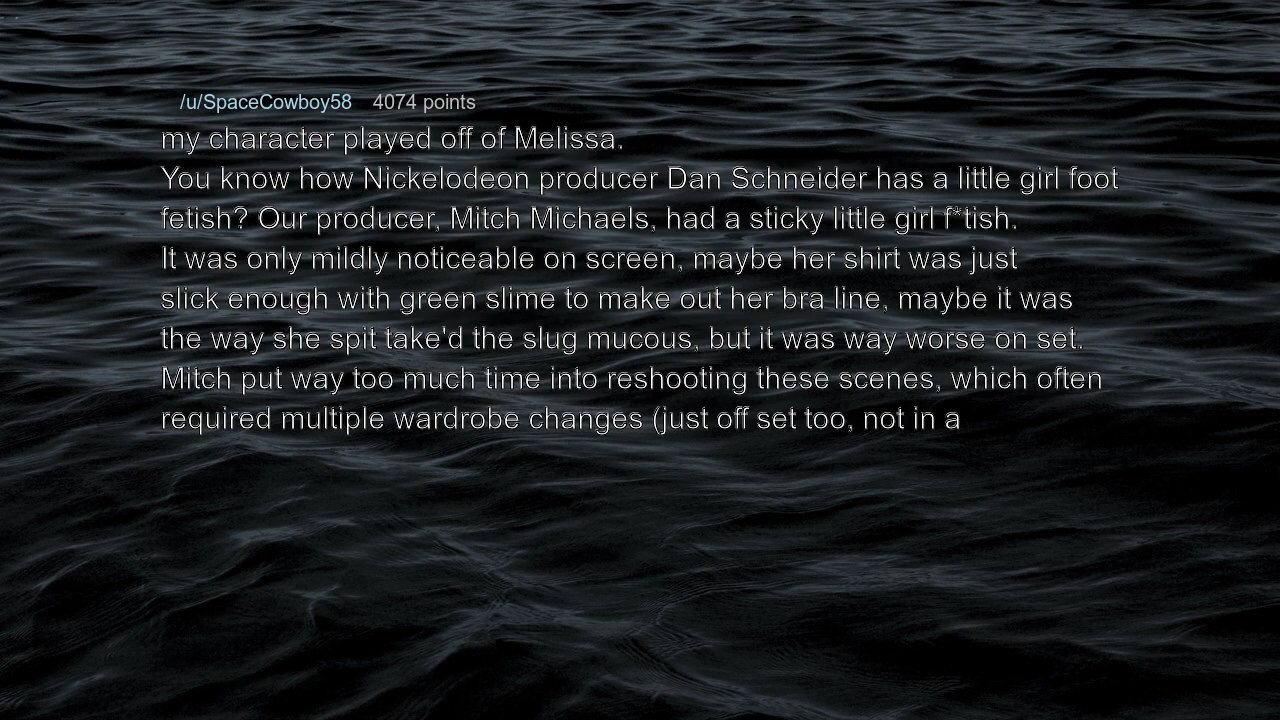 /u/SpaceCowboy58 4074 points
my character played off of Melissa.
You know how Nickelodeon producer Dan Schneider has a little girl foot
fetish? Our producer, Mitch Michaels, had a sticky little girl f*tish.
It was only mildly noticeable on screen, maybe her shirt was just
slick enough with green slime to make out her bra line, maybe it was
the way she spit take'd the slug mucous, but it was way worse on set.
Mitch put way too much time into reshooting these scenes, which often
required multiple wardrobe changes (just off set too, not in a